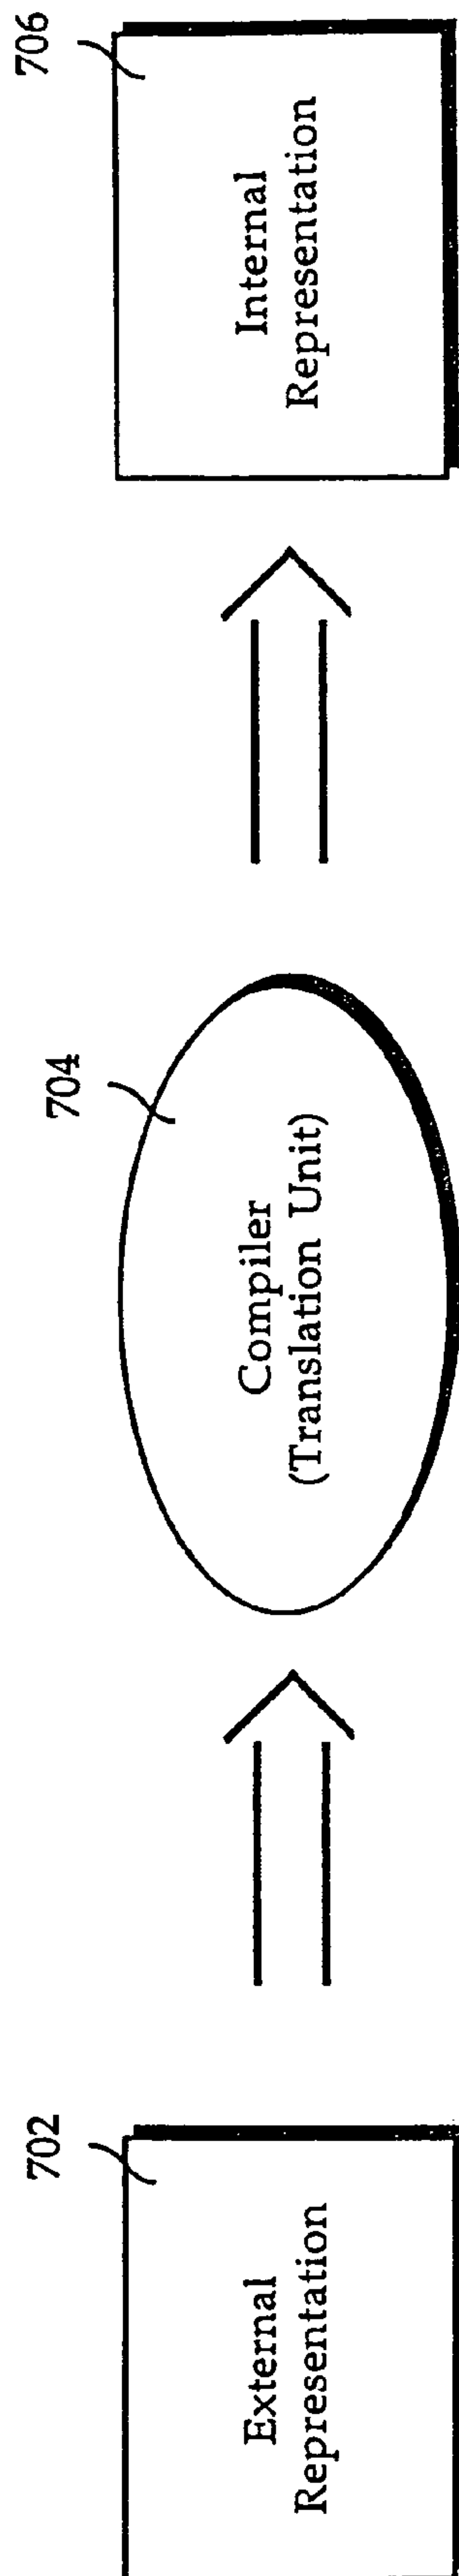 702
External
Representation
704
Compiler
(Translation Unit)
706
Internal
Representation